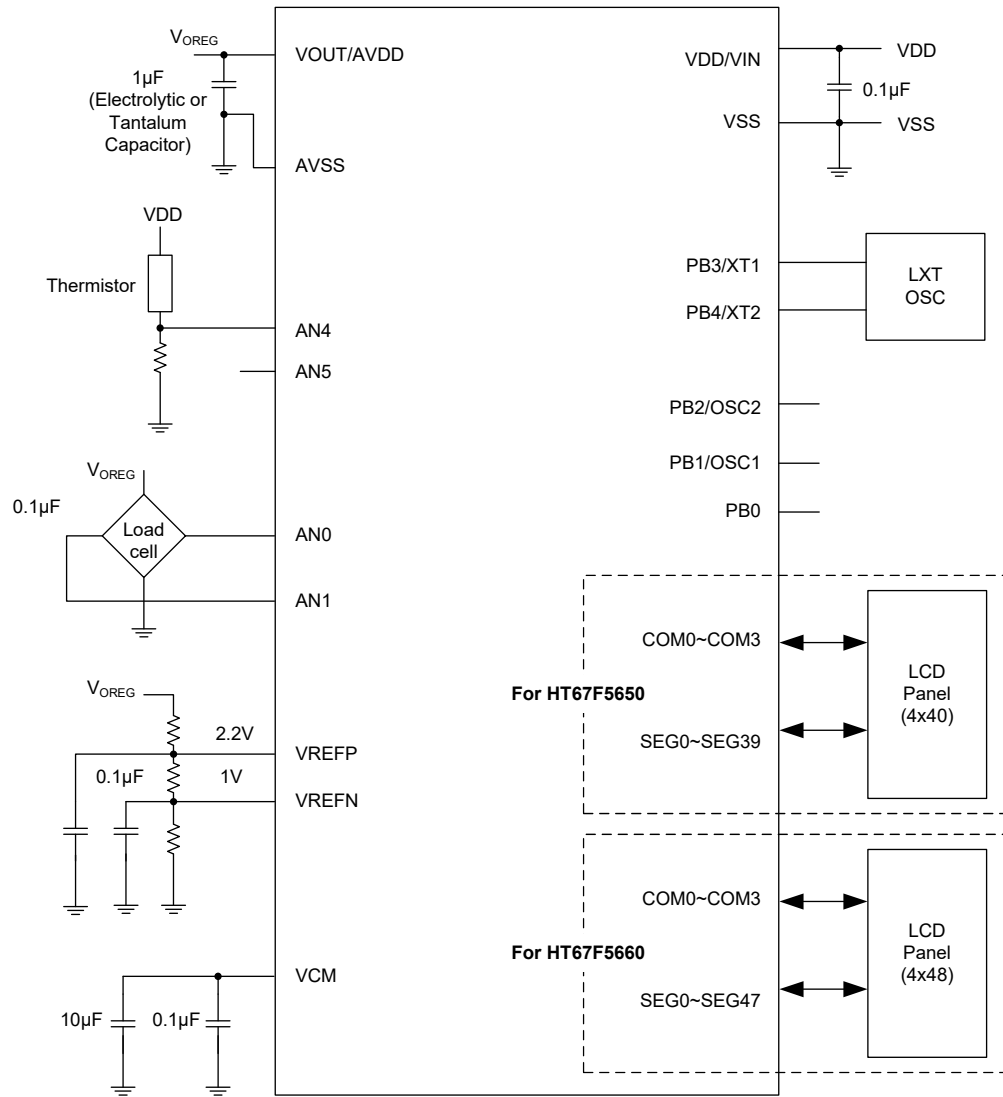 VOREG
VOUT/AVDD
1µF
(Electrolytic or
Tantalum
Capacitor)
AVSS
VDD
Thermistor
AN4
AN5
VOREG
0.1µF
Load
cell
AN0
AN1
VOREG
2.2V
VREFP
0.1µF
1V
VREFN
VCM
10µF
0.1µF
VDD/VIN
VDD
0.1µF
VSS
VSS
PB3/XT1
PB4/XT2
LXT
OSC
PB2/OSC2
PB1/OSC1
PB0
COM0~COM3
For HT67F5650
SEG0~SEG39
LCD
Panel
(4x40)
COM0~COM3
For HT67F5660
SEG0~SEG47
LCD
Panel
(4x48)